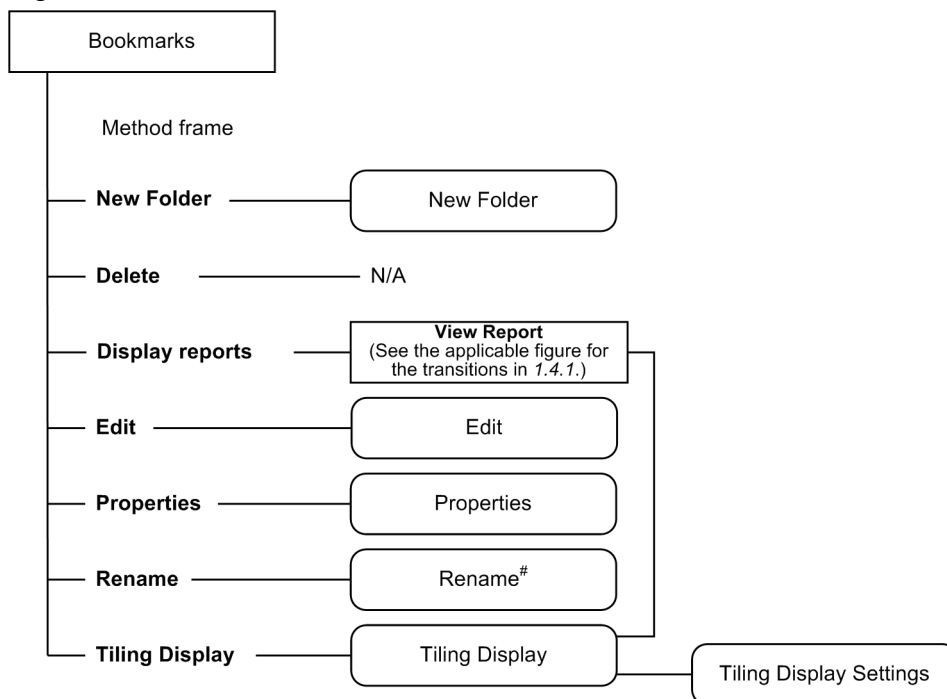 Bookmarks
Method frame
New Folder
New Folder
Delete
N/A
Display reports
View Report
(See the applicable figure for
the transitions in 1.4.1.)
Edit
Edit
Properties
Properties
Rename
Rename#
Tiling Display
Tiling Display
Tiling Display Settings